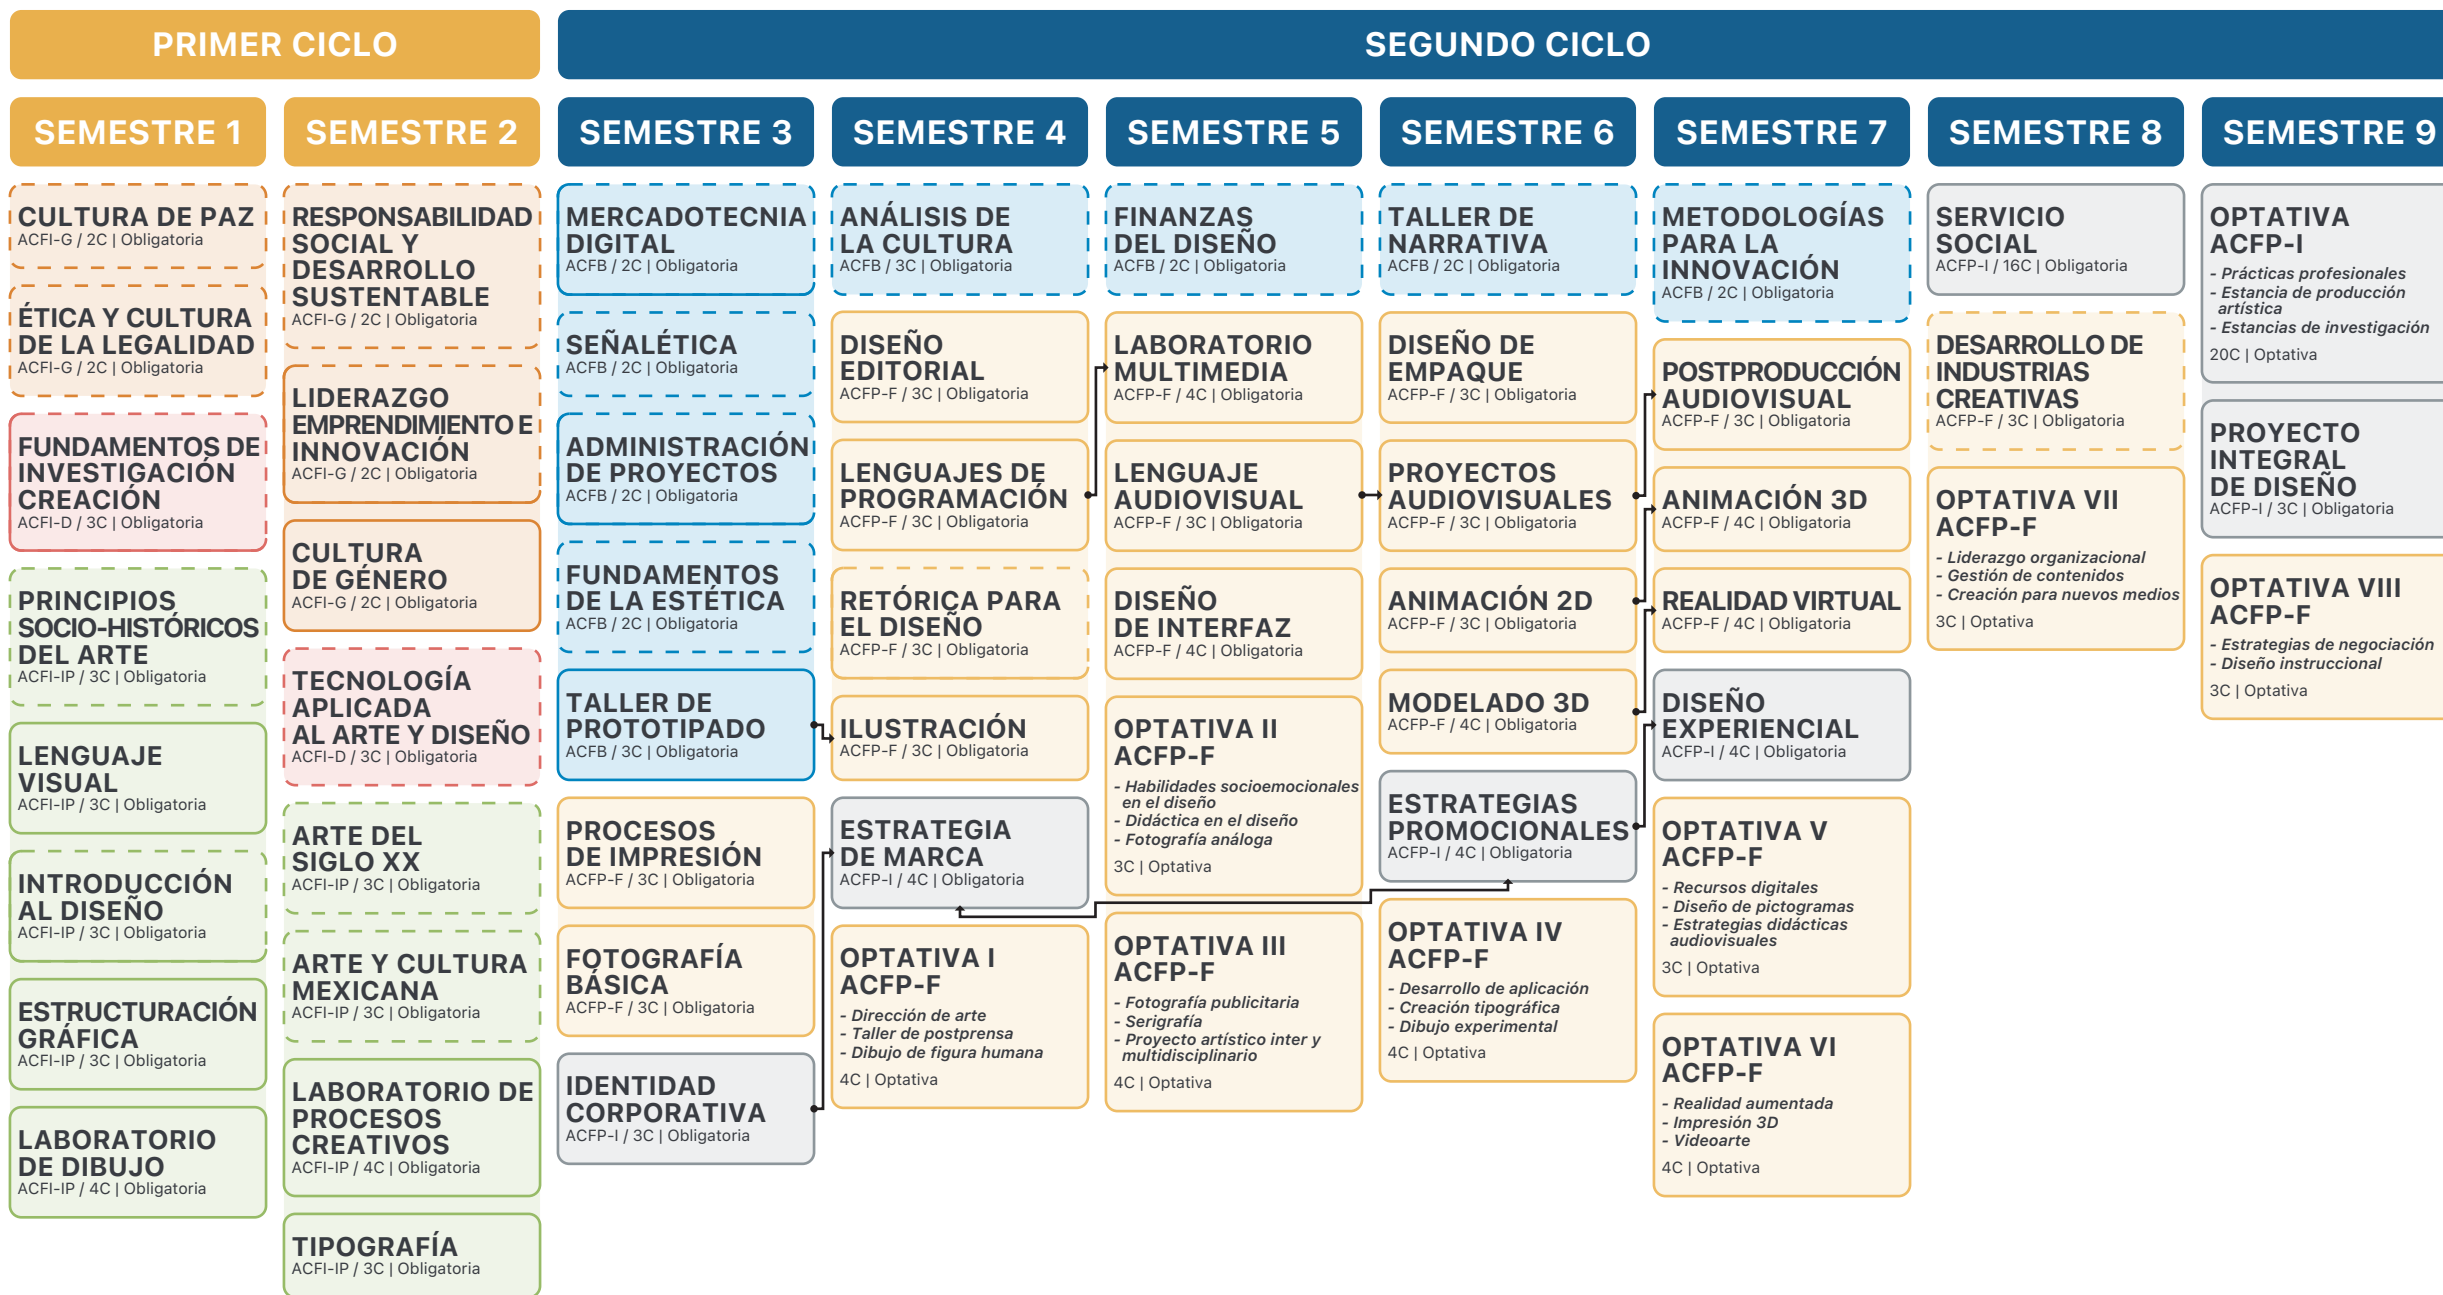 PRIMER CICLO
SEGUNDO CICLO
SEMESTRE 1
SEMESTRE 2
SEMESTRE 3
SEMESTRE 4
SEMESTRE 5
SEMESTRE 6
SEMESTRE 7
SEMESTRE 8
SEMESTRE 9
CULTURA DE PAZ
ACFI-G / 2C | Obligatoria
ÉTICA Y CULTURA
DE LA LEGALIDAD
ACFI-G / 2C | Obligatoria
FUNDAMENTOS DE
INVESTIGACIÓN
CREACIÓN
ACFI-D / 3C | Obligatoria
PRINCIPIOS
SOCIO-HISTÓRICOS
DEL ARTE
ACFI-IP / 3C | Obligatoria
LENGUAJE
VISUAL
ACFI-IP / 3C | Obligatoria
INTRODUCCIÓN
AL DISEÑO
ACFI-IP / 3C | Obligatoria
ESTRUCTURACIÓN
GRÁFICA
ACFI-IP / 3C | Obligatoria
LABORATORIO
DE DIBUJO
ACFI-IP / 4C | Obligatoria
RESPONSABILIDAD
SOCIAL Y
DESARROLLO
SUSTENTABLE
ACFI-G / 2C | Obligatoria
LIDERAZGO
EMPRENDIMIENTO E
INNOVACIÓN
ACFI-G / 2C | Obligatoria
CULTURA
DE GÉNERO
ACFI-G / 2C | Obligatoria
TECNOLOGÍA
APLICADA
AL ARTE Y DISEÑO
ACFI-D / 3C | Obligatoria
ARTE DEL
SIGLO XX
ACFI-IP / 3C | Obligatoria
ARTE Y CULTURA
MEXICANA
ACFI-IP / 3C | Obligatoria
LABORATORIO DE
PROCESOS
CREATIVOS
ACFI-IP / 4C | Obligatoria
TIPOGRAFÍA
ACFI-IP / 3C | Obligatoria
MERCADOTECNIA
DIGITAL
ACFB / 2C | Obligatoria
SEÑALÉTICA
ACFB / 2C | Obligatoria
ADMINISTRACIÓN
DE PROYECTOS
ACFB / 2C | Obligatoria
FUNDAMENTOS
DE LA ESTÉTICA
ACFB / 2C | Obligatoria
TALLER DE
PROTOTIPADO
ACFB / 3C | Obligatoria
PROCESOS
DE IMPRESIÓN
ACFP-F / 3C | Obligatoria
FOTOGRAFÍA
BÁSICA
ACFP-F / 3C | Obligatoria
IDENTIDAD
CORPORATIVA
ACFP-I / 3C | Obligatoria
ANÁLISIS DE
LA CULTURA
ACFB / 3C | Obligatoria
DISEÑO
EDITORIAL
ACFP-F / 3C | Obligatoria
LENGUAJES DE
PROGRAMACIÓN
ACFP-F / 3C | Obligatoria
RETÓRICA PARA
EL DISEÑO
ACFP-F / 3C | Obligatoria
ILUSTRACIÓN
ACFP-F / 3C | Obligatoria
ESTRATEGIA
DE MARCA
ACFP-I / 4C | Obligatoria
OPTATIVA I
ACFP-F
- Dirección de arte
- Taller de postprensa
- Dibujo de figura humana
4C | Optativa
FINANZAS
DEL DISEÑO
ACFB / 2C | Obligatoria
LABORATORIO
MULTIMEDIA
ACFP-F / 4C | Obligatoria
LENGUAJE
AUDIOVISUAL
ACFP-F / 3C | Obligatoria
DISEÑO
DE INTERFAZ
ACFP-F / 4C | Obligatoria
OPTATIVA II
ACFP-F
- Habilidades socioemocionales
en el diseño
- Didáctica en el diseño
- Fotografía análoga
3C | Optativa
OPTATIVA III
ACFP-F
- Fotografía publicitaria
- Serigrafía
- Proyecto artístico inter y
multidisciplinario
4C | Optativa
TALLER DE
NARRATIVA
ACFB / 2C | Obligatoria
DISEÑO DE
EMPAQUE
ACFP-F / 3C | Obligatoria
PROYECTOS
AUDIOVISUALES
ACFP-F / 3C | Obligatoria
ANIMACIÓN 2D
ACFP-F / 3C | Obligatoria
MODELADO 3D
ACFP-F / 4C | Obligatoria
ESTRATEGIAS
PROMOCIONALES
ACFP-I / 4C | Obligatoria
OPTATIVA IV
ACFP-F
- Desarrollo de aplicación
- Creación tipográfica
- Dibujo experimental
4C | Optativa
METODOLOGÍAS
PARA LA
INNOVACIÓN
ACFB / 2C | Obligatoria
POSTPRODUCCIÓN
AUDIOVISUAL
ACFP-F / 3C | Obligatoria
ANIMACIÓN 3D
ACFP-F / 4C | Obligatoria
REALIDAD VIRTUAL
ACFP-F / 4C | Obligatoria
DISEÑO
EXPERIENCIAL
ACFP-I / 4C | Obligatoria
OPTATIVA V
ACFP-F
- Recursos digitales
- Diseño de pictogramas
- Estrategias didácticas
audiovisuales
3C | Optativa
OPTATIVA VI
ACFP-F
- Realidad aumentada
- Impresión 3D
- Videoarte
4C | Optativa
SERVICIO
SOCIAL
ACFP-I / 16C | Obligatoria
DESARROLLO DE
INDUSTRIAS
CREATIVAS
ACFP-F / 3C | Obligatoria
OPTATIVA VII
ACFP-F
- Liderazgo organizacional
- Gestión de contenidos
- Creación para nuevos medios
3C | Optativa
OPTATIVA
ACFP-I
- Prácticas profesionales
- Estancia de producción
artística
- Estancias de investigación
20C | Optativa
PROYECTO
INTEGRAL
DE DISEÑO
ACFP-I / 3C | Obligatoria
OPTATIVA VIII
ACFP-F
- Estrategias de negociación
- Diseño instruccional
3C | Optativa